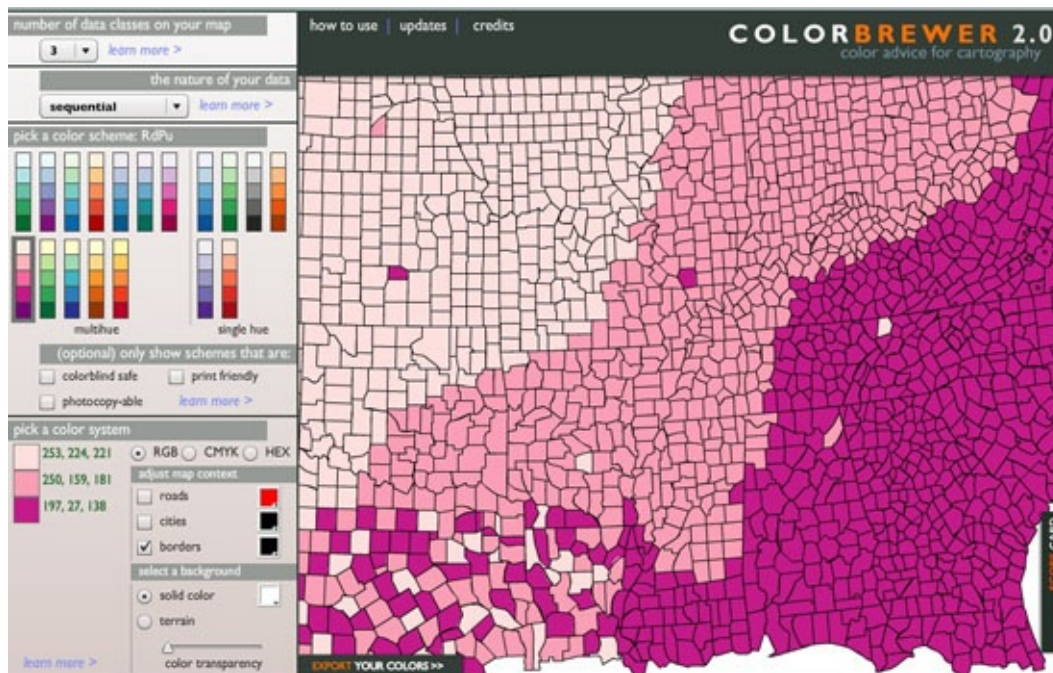 number of data classes on your map
3
learn more >
the nature of your data
sequential
learn more >
pick a color scheme: RdPu
multihue
single hue
(optional) only show schemes that are:
colorblind safe
print friendly
photocopy-able
learn more >
pick a color system
253, 224, 221
250, 159, 181
197, 27, 138
RGB
CMYK
HEX
adjust map context
roads
cities
borders
select a background
solid color
terrain
color transparency
learn more >
how to use | updates | credits
COLORBREWER 2.0
color advice for cartography
EXPORT YOUR COLORS >>